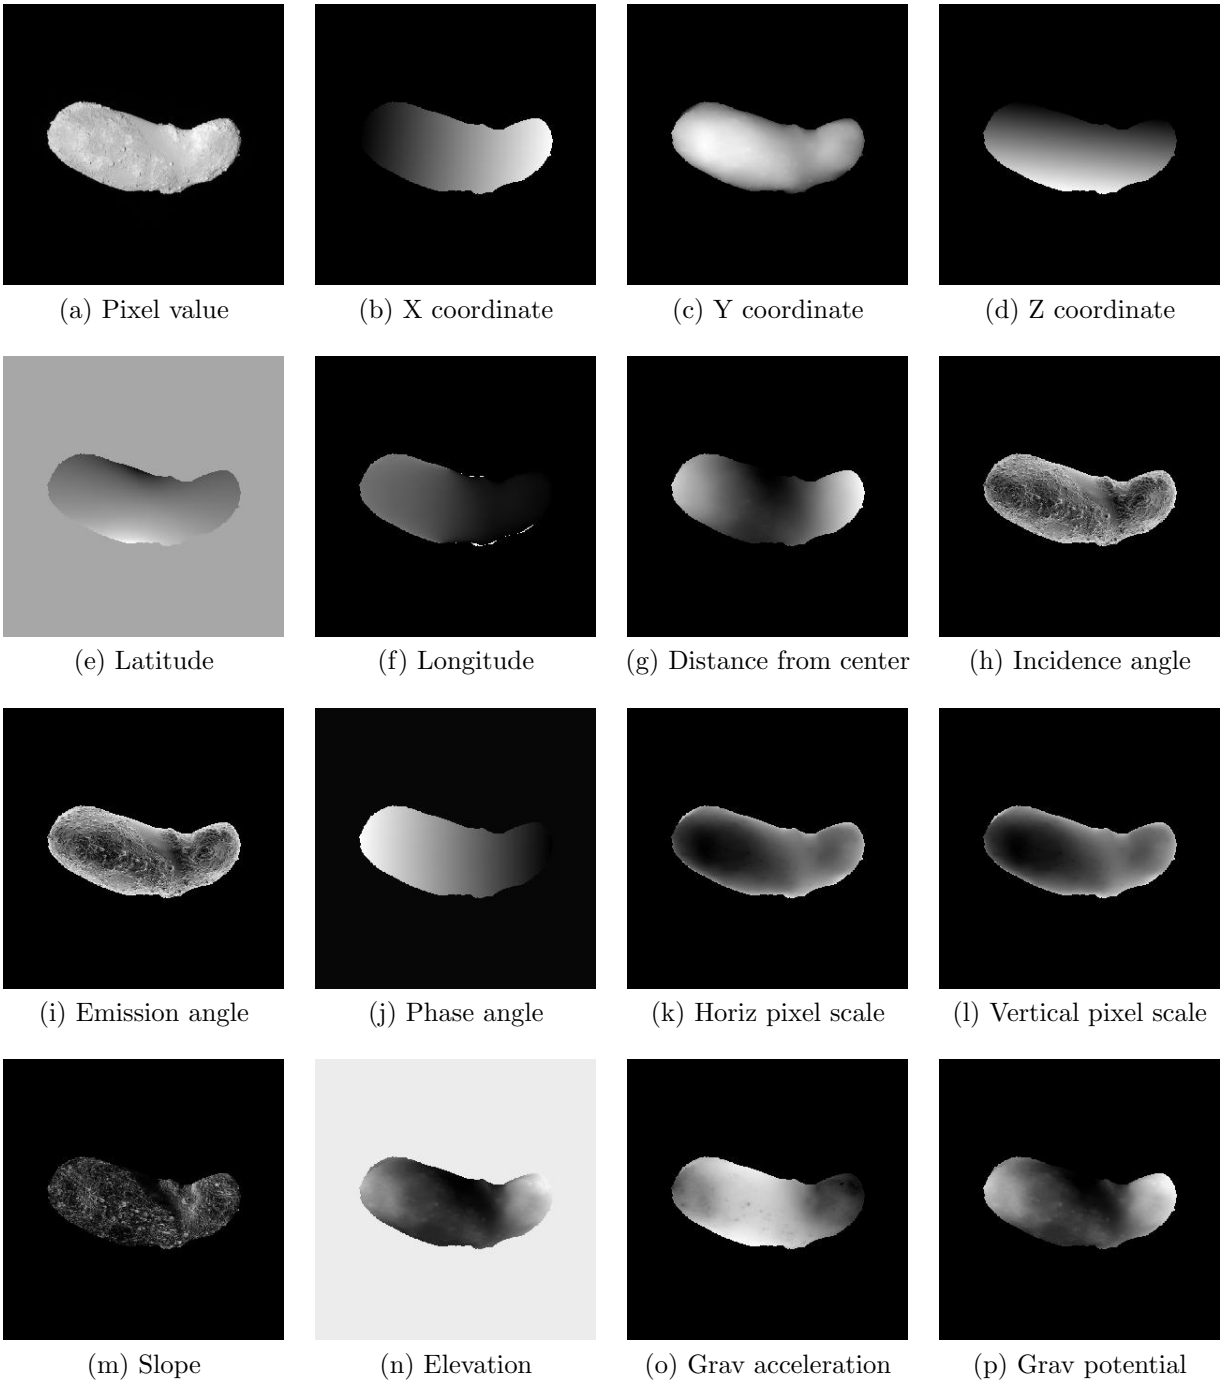 (a) Pixel value
(b) X coordinate
(c) Y coordinate
(d) Z coordinate
(e) Latitude
(f) Longitude
(g) Distance from center
(h) Incidence angle
(i) Emission angle
(j) Phase angle
(k) Horiz pixel scale
(l) Vertical pixel scale
(m) Slope
(n) Elevation
(o) Grav acceleration
(p) Grav potential